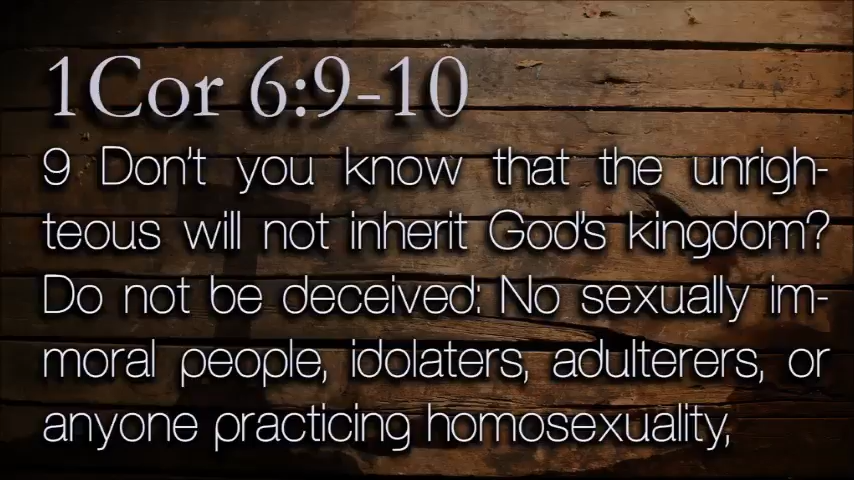 1Cor 6:9-10
9 Don't you know that the unrigh-
teous will not inherit God's kingdom?
Do not be deceived: No sexually im-
moral people, idolaters, adulterers, or
anyone practicing homosexuality,